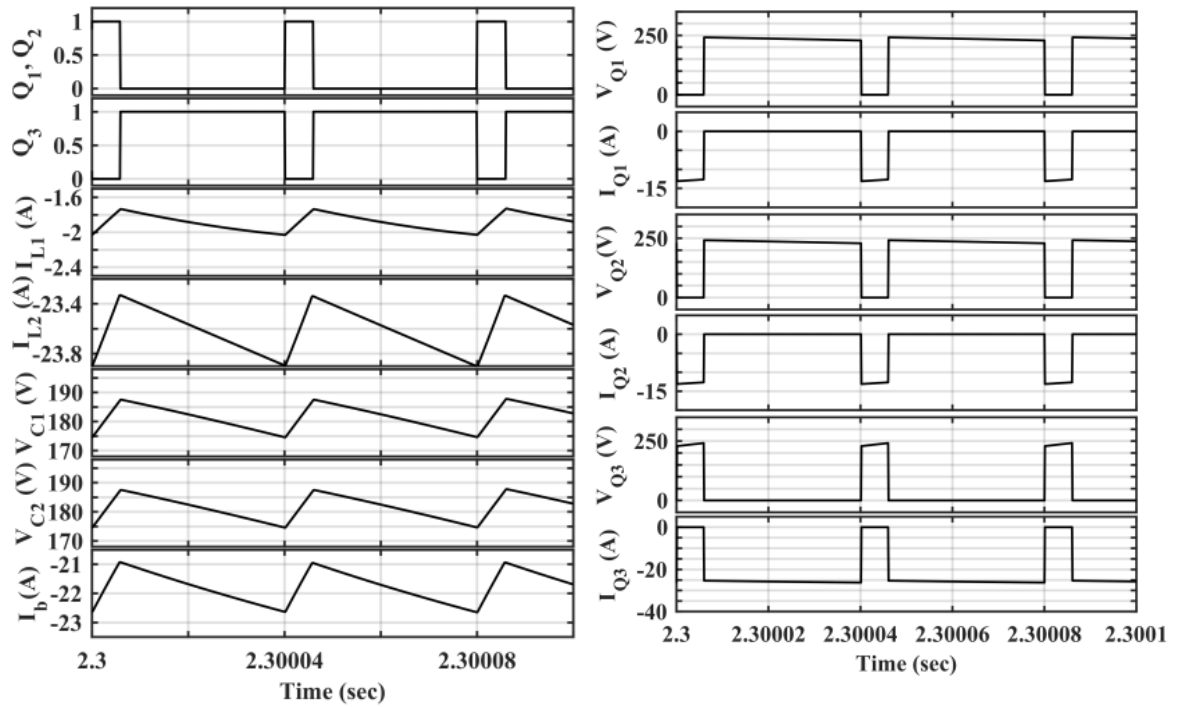 Q1, Q2
1
0.5
0
Q3
1
0.5
0
IL1 (A)
-1.6
-2
-2.4
IL2 (A)
-23.4
-23.8
VC1 (V)
190
180
170
VC2 (V)
190
180
170
Ib(A)
-21
-22
-23
2.3
2.30004
2.30008
Time (sec)
VQ1 (V)
250
0
IQ1 (A)
0
-15
VQ2(V)
250
0
IQ2 (A)
0
-15
VQ3 (V)
250
0
IQ3 (A)
0
-20
-40
2.3
2.30002
2.30004
2.30006
2.30008
2.3001
Time (sec)